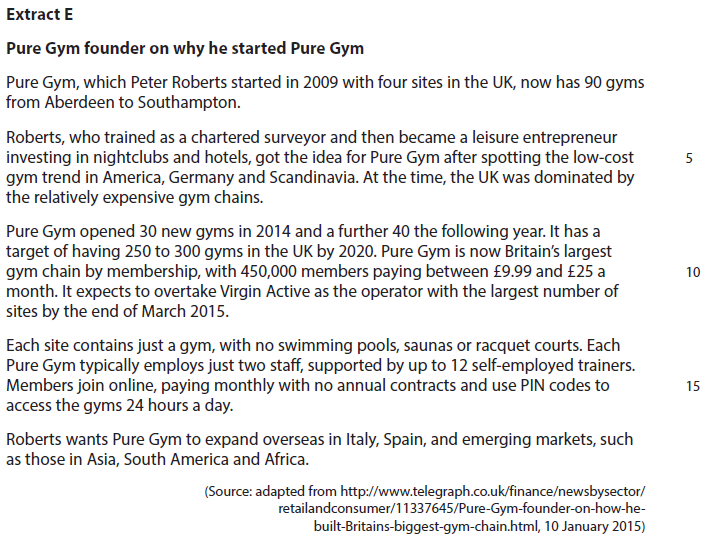 Extract E
Pure Gym founder on why he started Pure Gym
Pure Gym, which Peter Roberts started in 2009 with four sites in the UK, now has 90 gyms
from Aberdeen to Southampton.
Roberts, who trained as a chartered surveyor and then became a leisure entrepreneur
investing in nightclubs and hotels, got the idea for Pure Gym after spotting the low-cost 5
gym trend in America, Germany and Scandinavia. At the time, the UK was dominated by
the relatively expensive gym chains.
Pure Gym opened 30 new gyms in 2014 and a further 40 the following year. It has a
target of having 250 to 300 gyms in the UK by 2020. Pure Gym is now Britain's largest
gym chain by membership, with 450,000 members paying between £9.99 and £25 a 10
month. It expects to overtake Virgin Active as the operator with the largest number of
sites by the end of March 2015.
Each site contains just a gym, with no swimming pools, saunas or racquet courts. Each
Pure Gym typically employs just two staff, supported by up to 12 self-employed trainers.
Members join online, paying monthly with no annual contracts and use PIN codes to 15
access the gyms 24 hours a day.
Roberts wants Pure Gym to expand overseas in Italy, Spain, and emerging markets, such
as those in Asia, South America and Africa.
(Source: adapted from http://www.telegraph.co.uk/finance/newsbysector/
retailandconsumer/11337645/Pure-Gym-founder-on-how-he-
built-Britains-biggest-gym-chain.html, 10 January 2015)